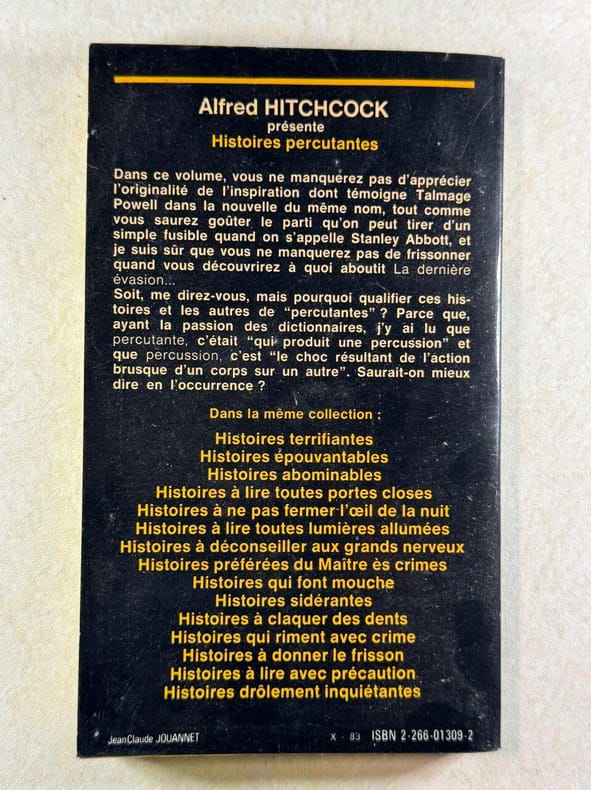 Alfred HITCHCOCK
présente
Histoires percutantes
Dans ce volume, vous ne manquerez pas d'apprécier
l'originalité de l'inspiration dont témoigne Talmage
Powell dans la nouvelle du même nom, tout comme
vous saurez goûter le parti qu'on peut tirer d'un
simple fusible quand on s'appelle Stanley Abbott, et
je suis sûr que vous ne manquerez pas de frissonner
quand vous découvrirez à quoi aboutit La dernière
évasion...
Soit, me direz-vous, mais pourquoi qualifier ces his-
toires et les autres de "percutantes" ? Parce que,
ayant la passion des dictionnaires, j'y ai lu que
percutante, c'était "qui produit une percussion" et
que percussion, c'est "le choc résultant de l'action
brusque d'un corps sur un autre". Saurait-on mieux
dire en l'occurrence ?
Dans la même collection :
Histoires terrifiantes
Histoires épouvantables
Histoires abominables
Histoires à lire toutes portes closes
Histoires à ne pas fermer l'œil de la nuit
Histoires à lire toutes lumières allumées
Histoires à déconseiller aux grands nerveux
Histoires préférées du Maître ès crimes
Histoires qui font mouche
Histoires sidérantes
Histoires à claquer des dents
Histoires qui riment avec crime
Histoires à donner le frisson
Histoires à lire avec précaution
Histoires drôlement inquiétantes
JeanClaude JOUANNET X - 83 ISBN 2-266-01309-2